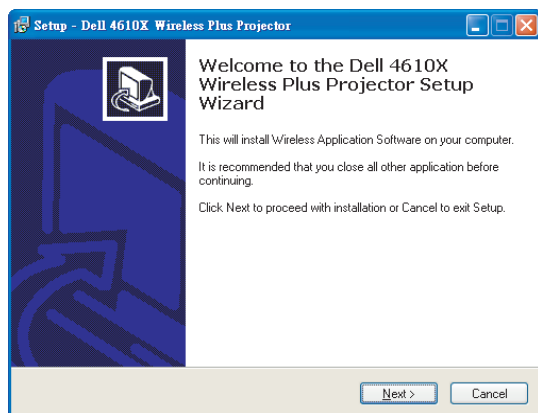 Setup - Dell 4610X Wireless Plus Projector
Welcome to the Dell 4610X
Wireless Plus Projector Setup
Wizard
This will install Wireless Application Software on your computer.
It is recommended that you close all other application before
continuing.
Click Next to proceed with installation or Cancel to exit Setup.
Next >
Cancel